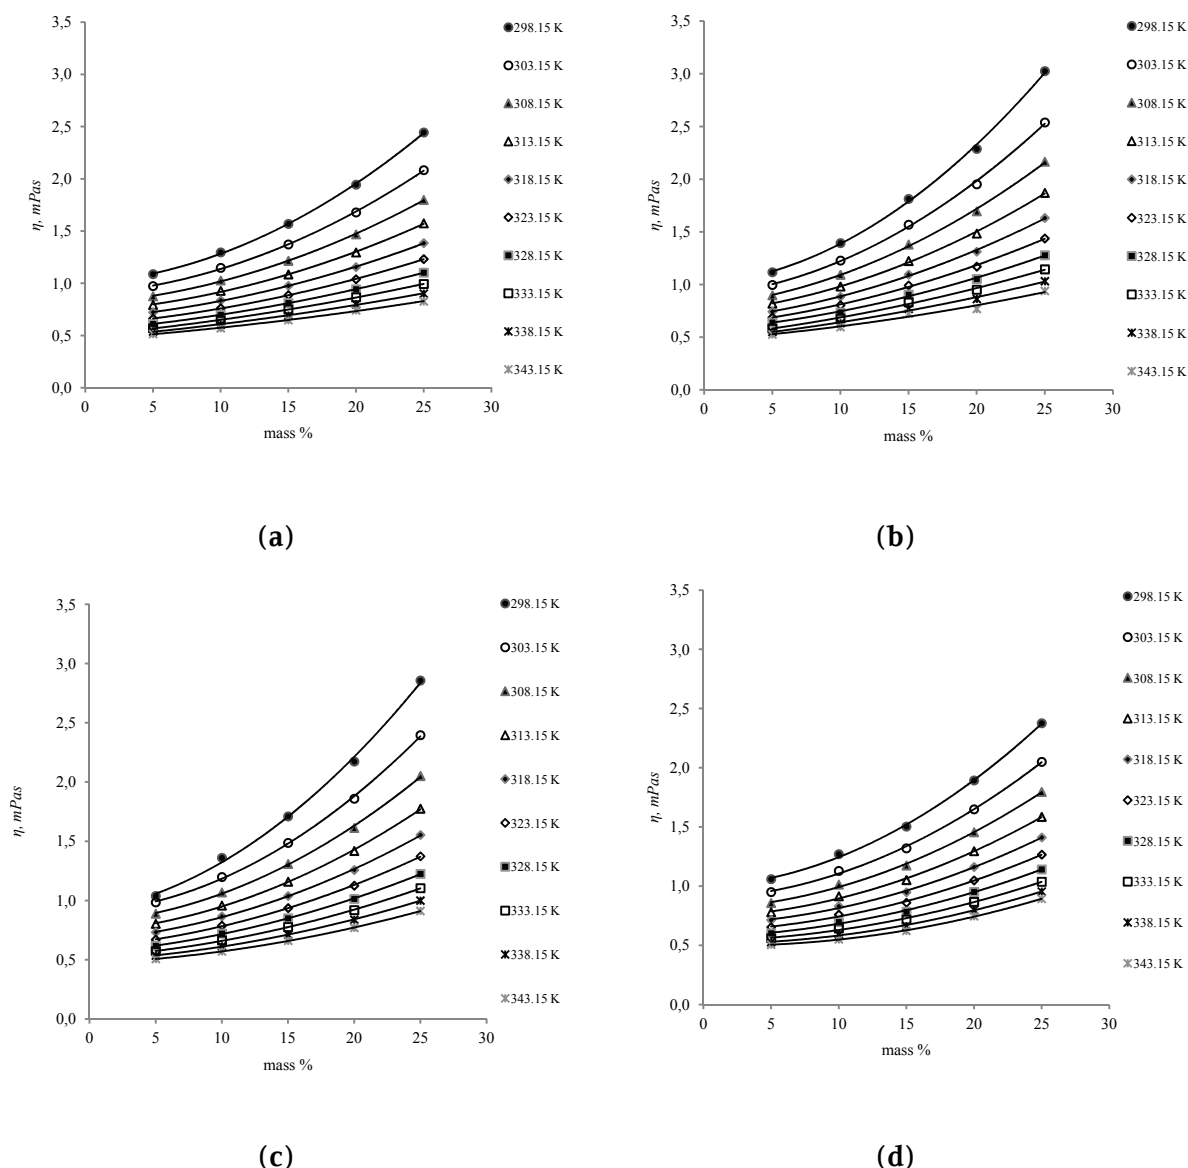 3,5
3,0
2,5
2,0
1,5
1,0
0,5
0,0
η, mPas
0 5 10 15 20 25 30
mass %
298.15 K
303.15 K
308.15 K
313.15 K
318.15 K
323.15 K
328.15 K
333.15 K
338.15 K
343.15 K
(a)
3,5
3,0
2,5
2,0
1,5
1,0
0,5
0,0
η, mPas
0 5 10 15 20 25 30
mass %
298.15 K
303.15 K
308.15 K
313.15 K
318.15 K
323.15 K
328.15 K
333.15 K
338.15 K
343.15 K
(b)
3,5
3,0
2,5
2,0
1,5
1,0
0,5
0,0
η, mPas
0 5 10 15 20 25 30
mass %
298.15 K
303.15 K
308.15 K
313.15 K
318.15 K
323.15 K
328.15 K
333.15 K
338.15 K
343.15 K
(c)
3,5
3,0
2,5
2,0
1,5
1,0
0,5
0,0
η, mPas
0 5 10 15 20 25 30
mass %
298.15 K
303.15 K
308.15 K
313.15 K
318.15 K
323.15 K
328.15 K
333.15 K
338.15 K
343.15 K
(d)